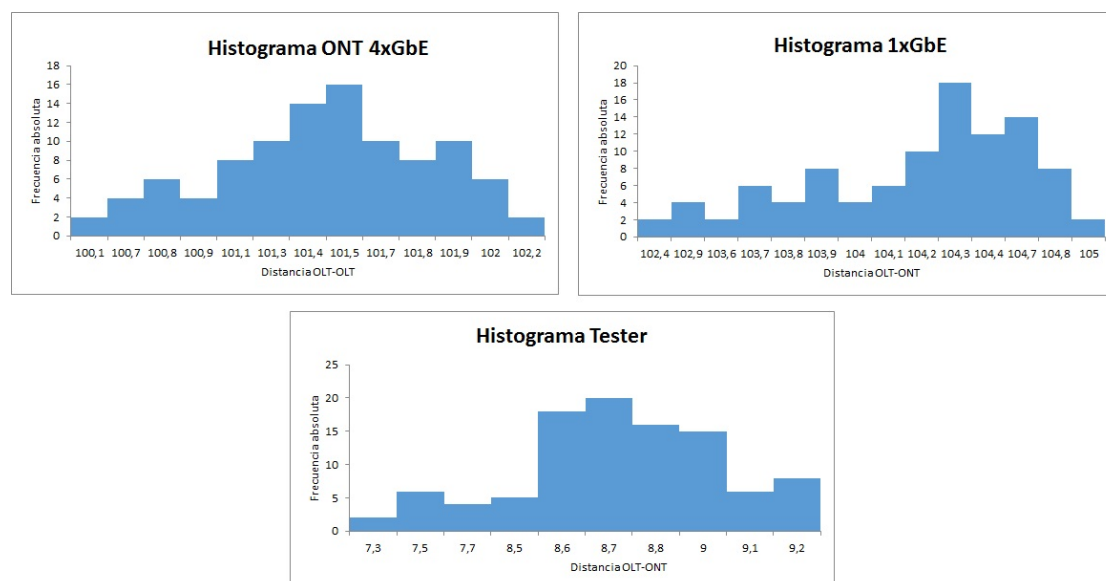 Histograma ONT 4xGbE
Frecuencia absoluta
18
16
14
12
10
8
6
4
2
0
100,1 100,7 100,8 100,9 101,1 101,3 101,4 101,5 101,7 101,8 101,9 102 102,2
Distancia OLT-OLT
Histograma 1xGbE
Frecuencia absoluta
20
18
16
14
12
10
8
6
4
2
0
102,4 102,9 103,6 103,7 103,8 103,9 104 104,1 104,2 104,3 104,4 104,7 104,8 105
Distancia OLT-ONT
Histograma Tester
Frecuencia absoluta
25
20
15
10
5
0
7,3 7,5 7,7 8,5 8,6 8,7 8,8 9 9,1 9,2
Distancia OLT-ONT